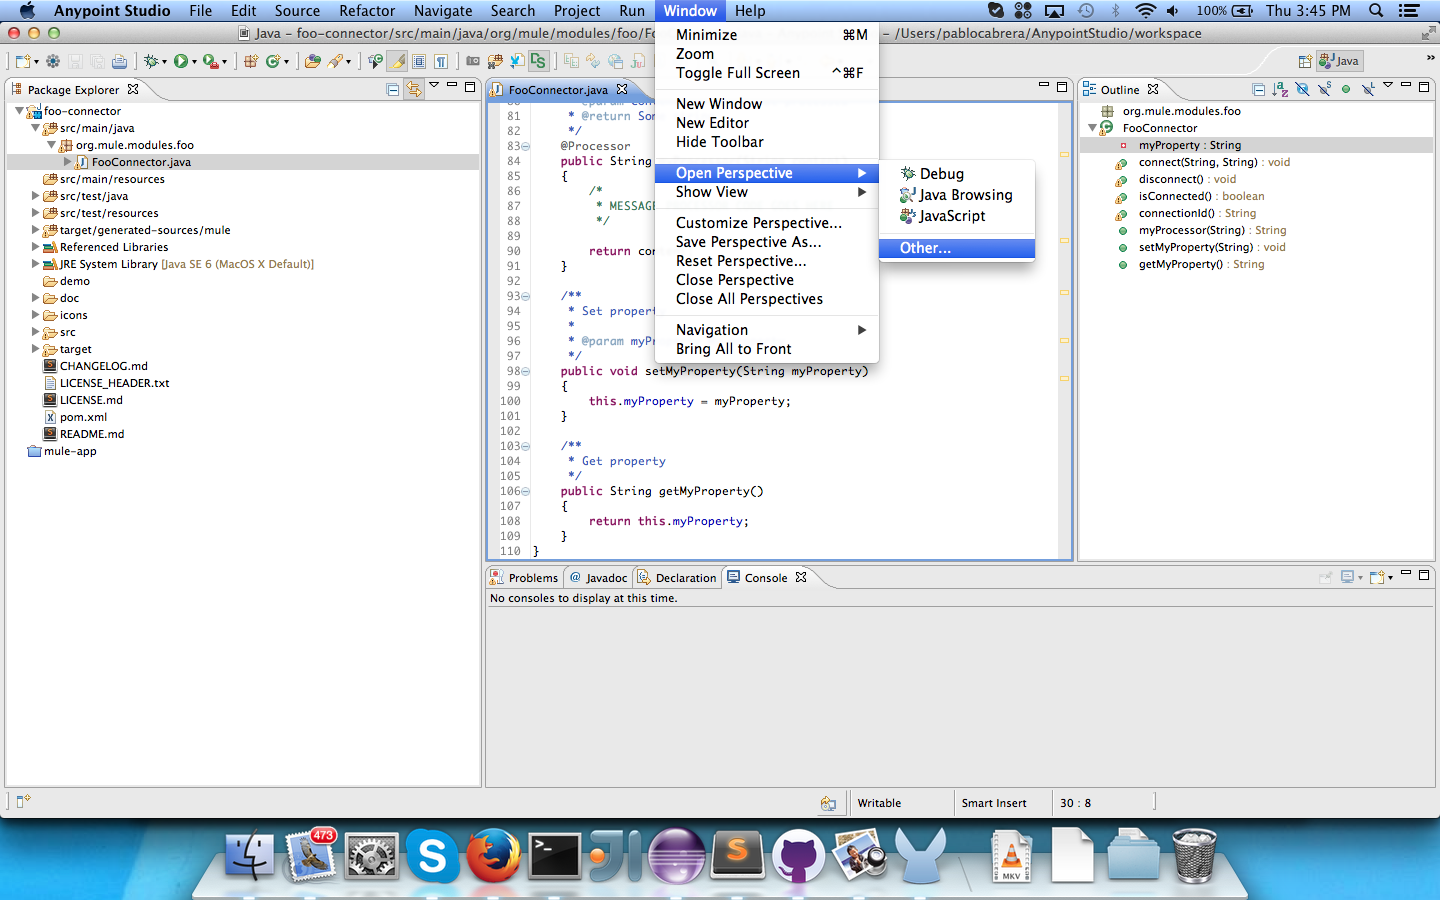 Anypoint Studio File Edit Source Refactor Navigate Search Project Run Window Help 100% Thu 3:45 PM
Java – foo-connector/src/main/java/org/mule/modules/foo/Fo – /Users/pablocabrera/AnypointStudio/workspace
Java
Package Explorer
foo-connector
src/main/java
org.mule.modules.foo
FooConnector.java
src/main/resources
src/test/java
src/test/resources
target/generated-sources/mule
Referenced Libraries
JRE System Library [Java SE 6 (MacOS X Default)]
demo
doc
icons
src
target
CHANGELOG.md
LICENSE_HEADER.txt
LICENSE.md
pom.xml
README.md
mule-app
FooConnector.java
81 * @return Som
82 */
83 @Processor
84 public String
85 {
86 /*
87 * MESSAGE
88 */
89
90 return con
91 }
92
93 /**
94 * Set propert
95 *
96 * @param myPr
97 */
98 public void setMyProperty(String myProperty)
99 {
100 this.myProperty = myProperty;
101 }
102
103 /**
104 * Get property
105 */
106 public String getMyProperty()
107 {
108 return this.myProperty;
109 }
110 }
Minimize ⌘M
Zoom
Toggle Full Screen ^⌘F
New Window
New Editor
Hide Toolbar
Open Perspective
Show View
Customize Perspective...
Save Perspective As...
Reset Perspective...
Close Perspective
Close All Perspectives
Navigation
Bring All to Front
Debug
Java Browsing
JavaScript
Other...
Outline
org.mule.modules.foo
FooConnector
myProperty : String
connect(String, String) : void
disconnect() : void
isConnected() : boolean
connectionId() : String
myProcessor(String) : String
setMyProperty(String) : void
getMyProperty() : String
Problems @ Javadoc Declaration Console
No consoles to display at this time.
Writable Smart Insert 30 : 8
473
MKV